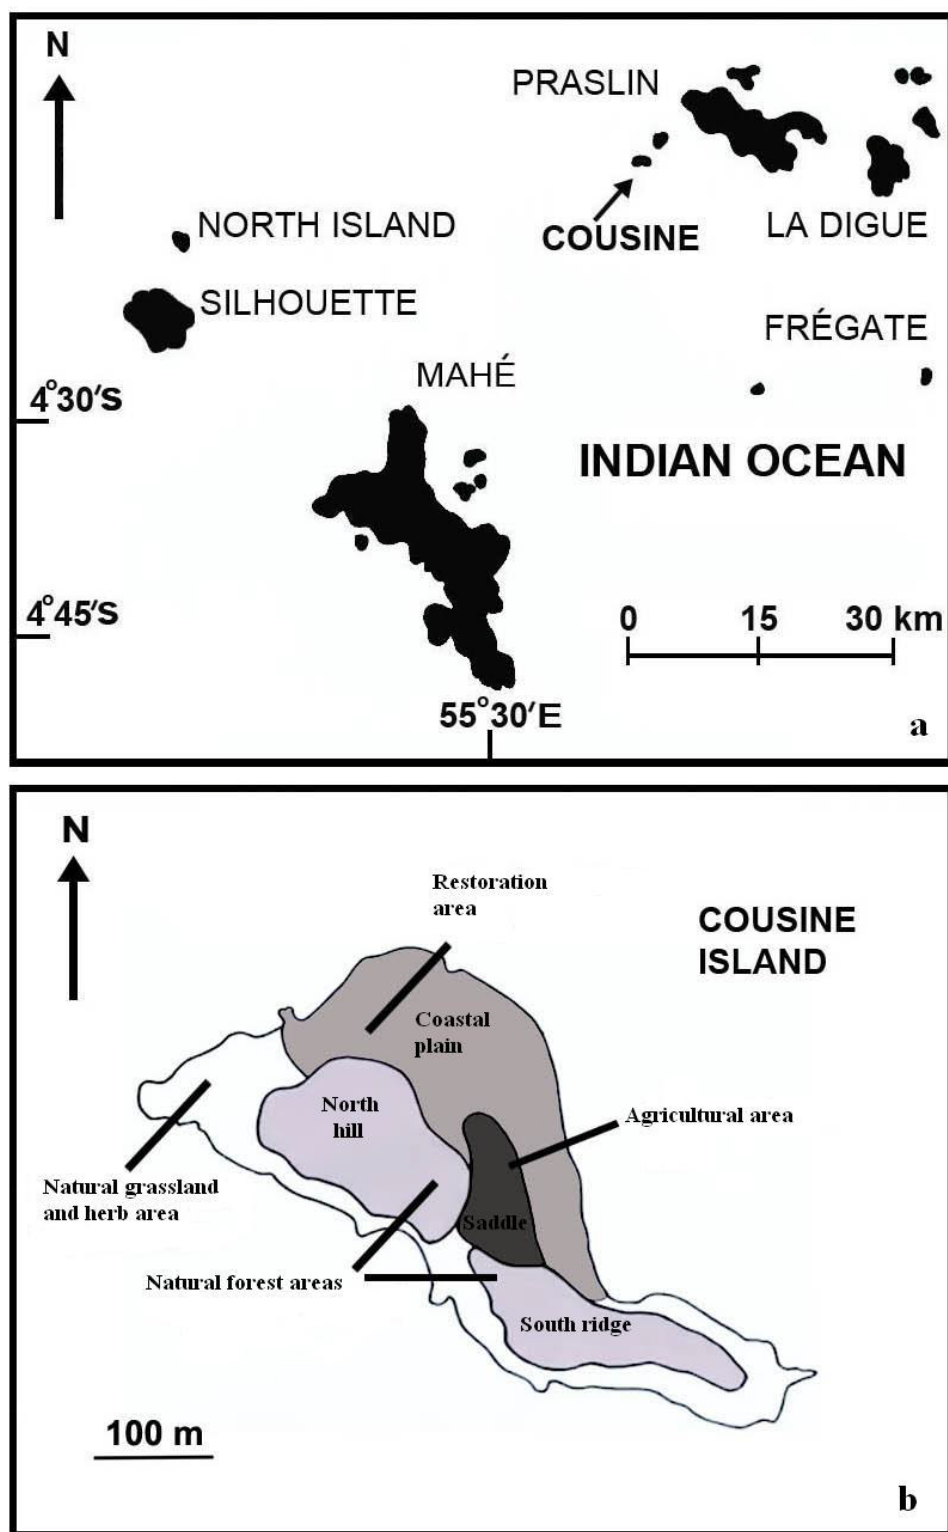 N
PRASLIN
NORTH ISLAND
COUSINE
LA DIGUE
SILHOUETTE
FRÉGATE
MAHÉ
4°30'S
INDIAN OCEAN
4°45'S
0 15 30 km
55°30'E
a
N
Restoration
area
COUSINE
ISLAND
Coastal
plain
North
hill
Agricultural area
Natural grassland
and herb area
Saddle
Natural forest areas
South ridge
100 m
b